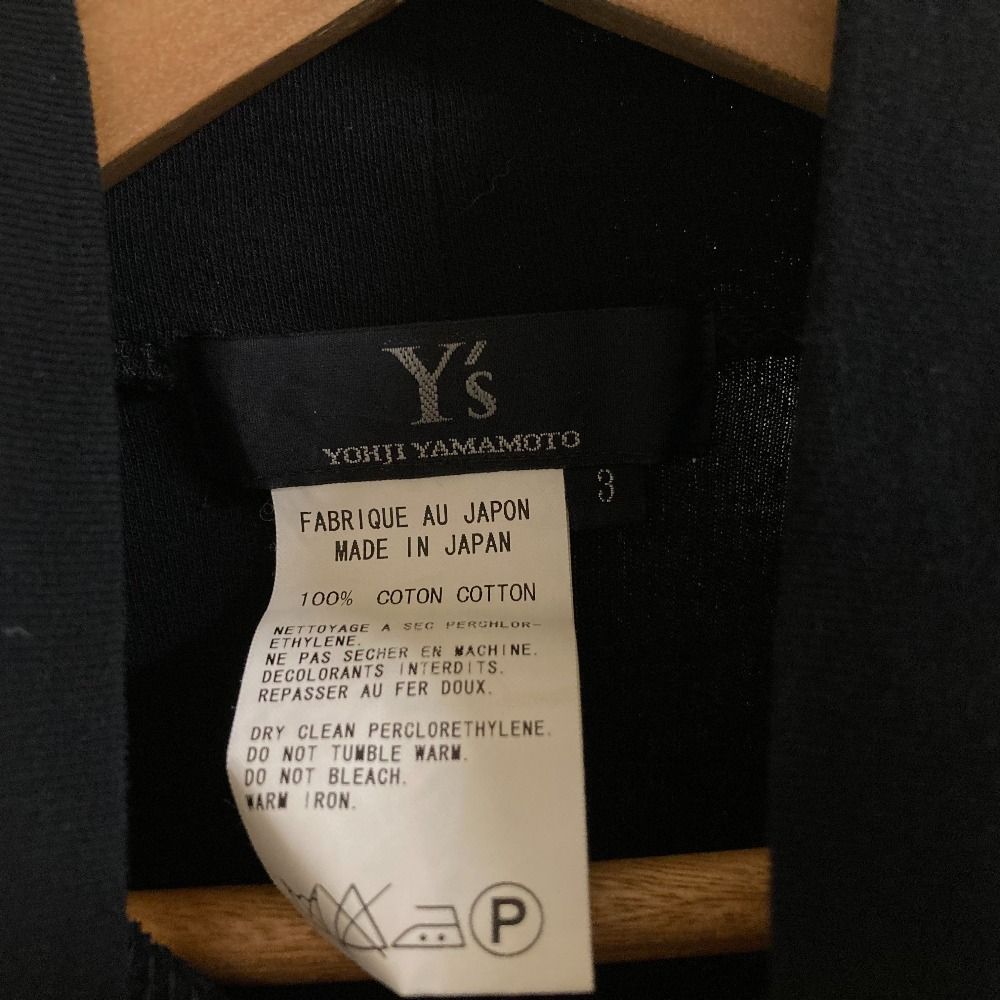 Y's
YOHJI YAMAMOTO
3
FABRIQUE AU JAPON
MADE IN JAPAN
100% COTON COTTON
NETTOYAGE A SEC PERCHLOR-
ETHYLENE.
NE PAS SECHER EN MACHINE.
DECOLORANTS INTERDITS.
REPASSER AU FER DOUX.
DRY CLEAN PERCLORETHYLENE.
DO NOT TUMBLE WARM.
DO NOT BLEACH.
WARM IRON.
P